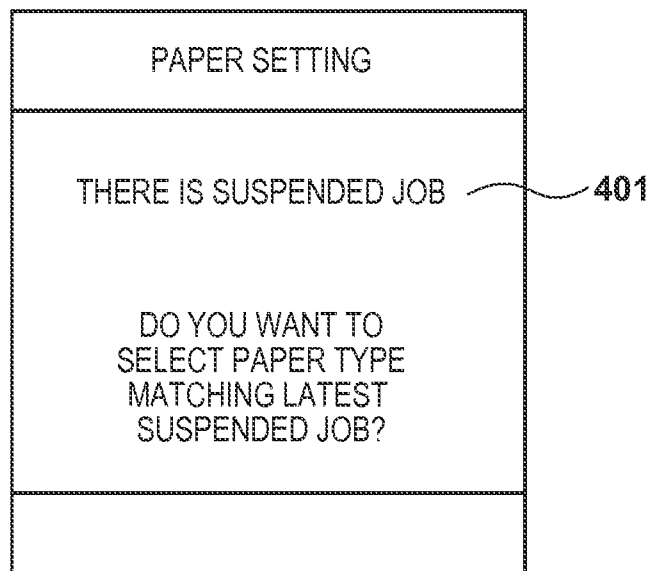 PAPER SETTING
THERE IS SUSPENDED JOB
401
DO YOU WANT TO
SELECT PAPER TYPE
MATCHING LATEST
SUSPENDED JOB?